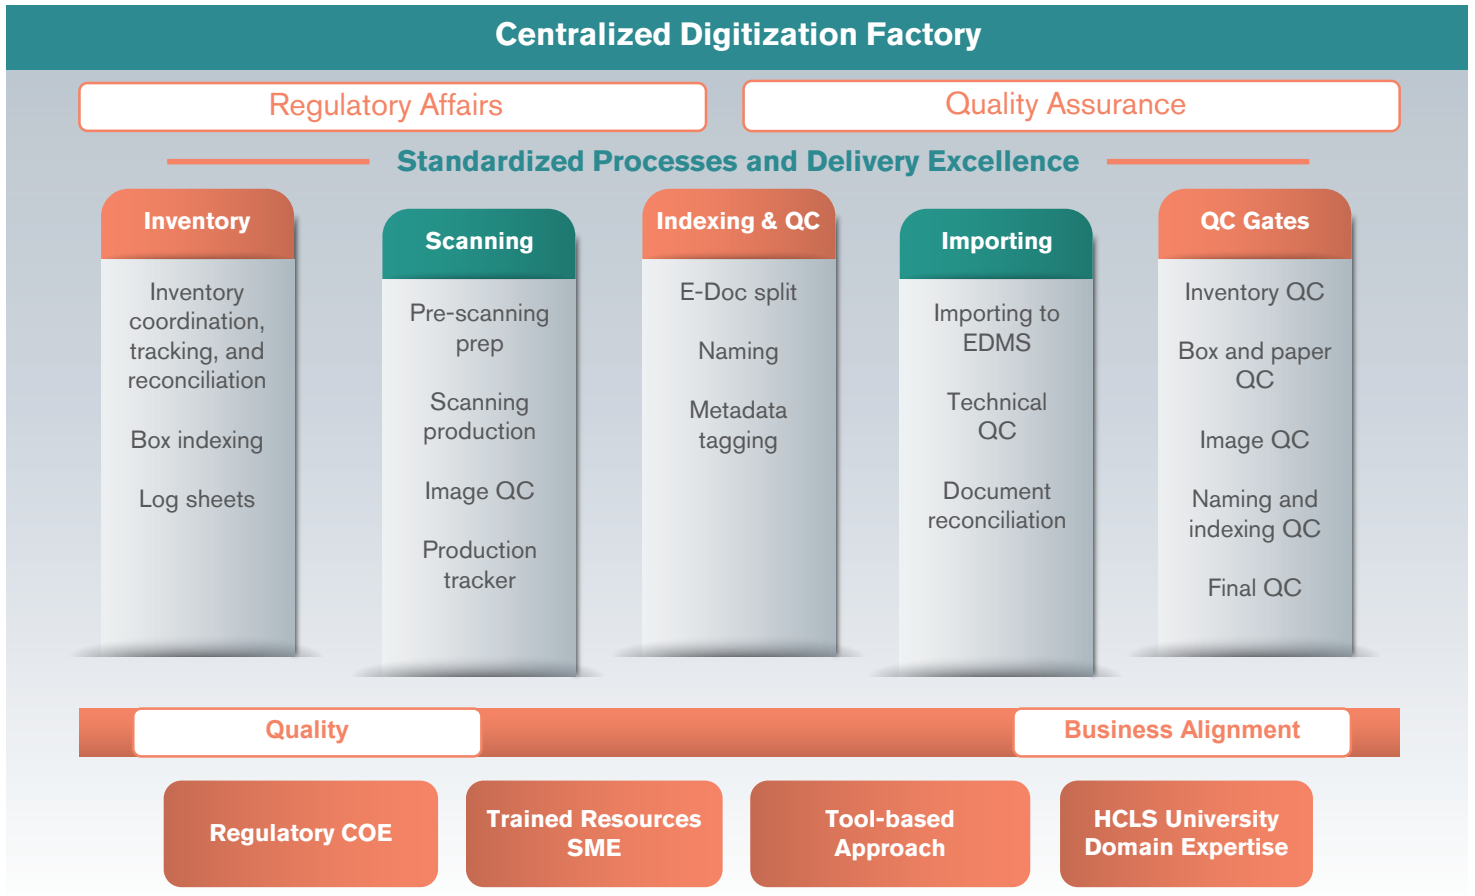 Centralized Digitization Factory
Regulatory Affairs
Quality Assurance
Standardized Processes and Delivery Excellence
Inventory
Inventory
coordination,
tracking, and
reconciliation
Box indexing
Log sheets
Scanning
Pre-scanning
prep
Scanning
production
Image QC
Production
tracker
Indexing & QC
E-Doc split
Naming
Metadata
tagging
Importing
Importing to
EDMS
Technical
QC
Document
reconciliation
QC Gates
Inventory QC
Box and paper
QC
Image QC
Naming and
indexing QC
Final QC
Quality
Business Alignment
Regulatory COE
Trained Resources
SME
Tool-based
Approach
HCLS University
Domain Expertise